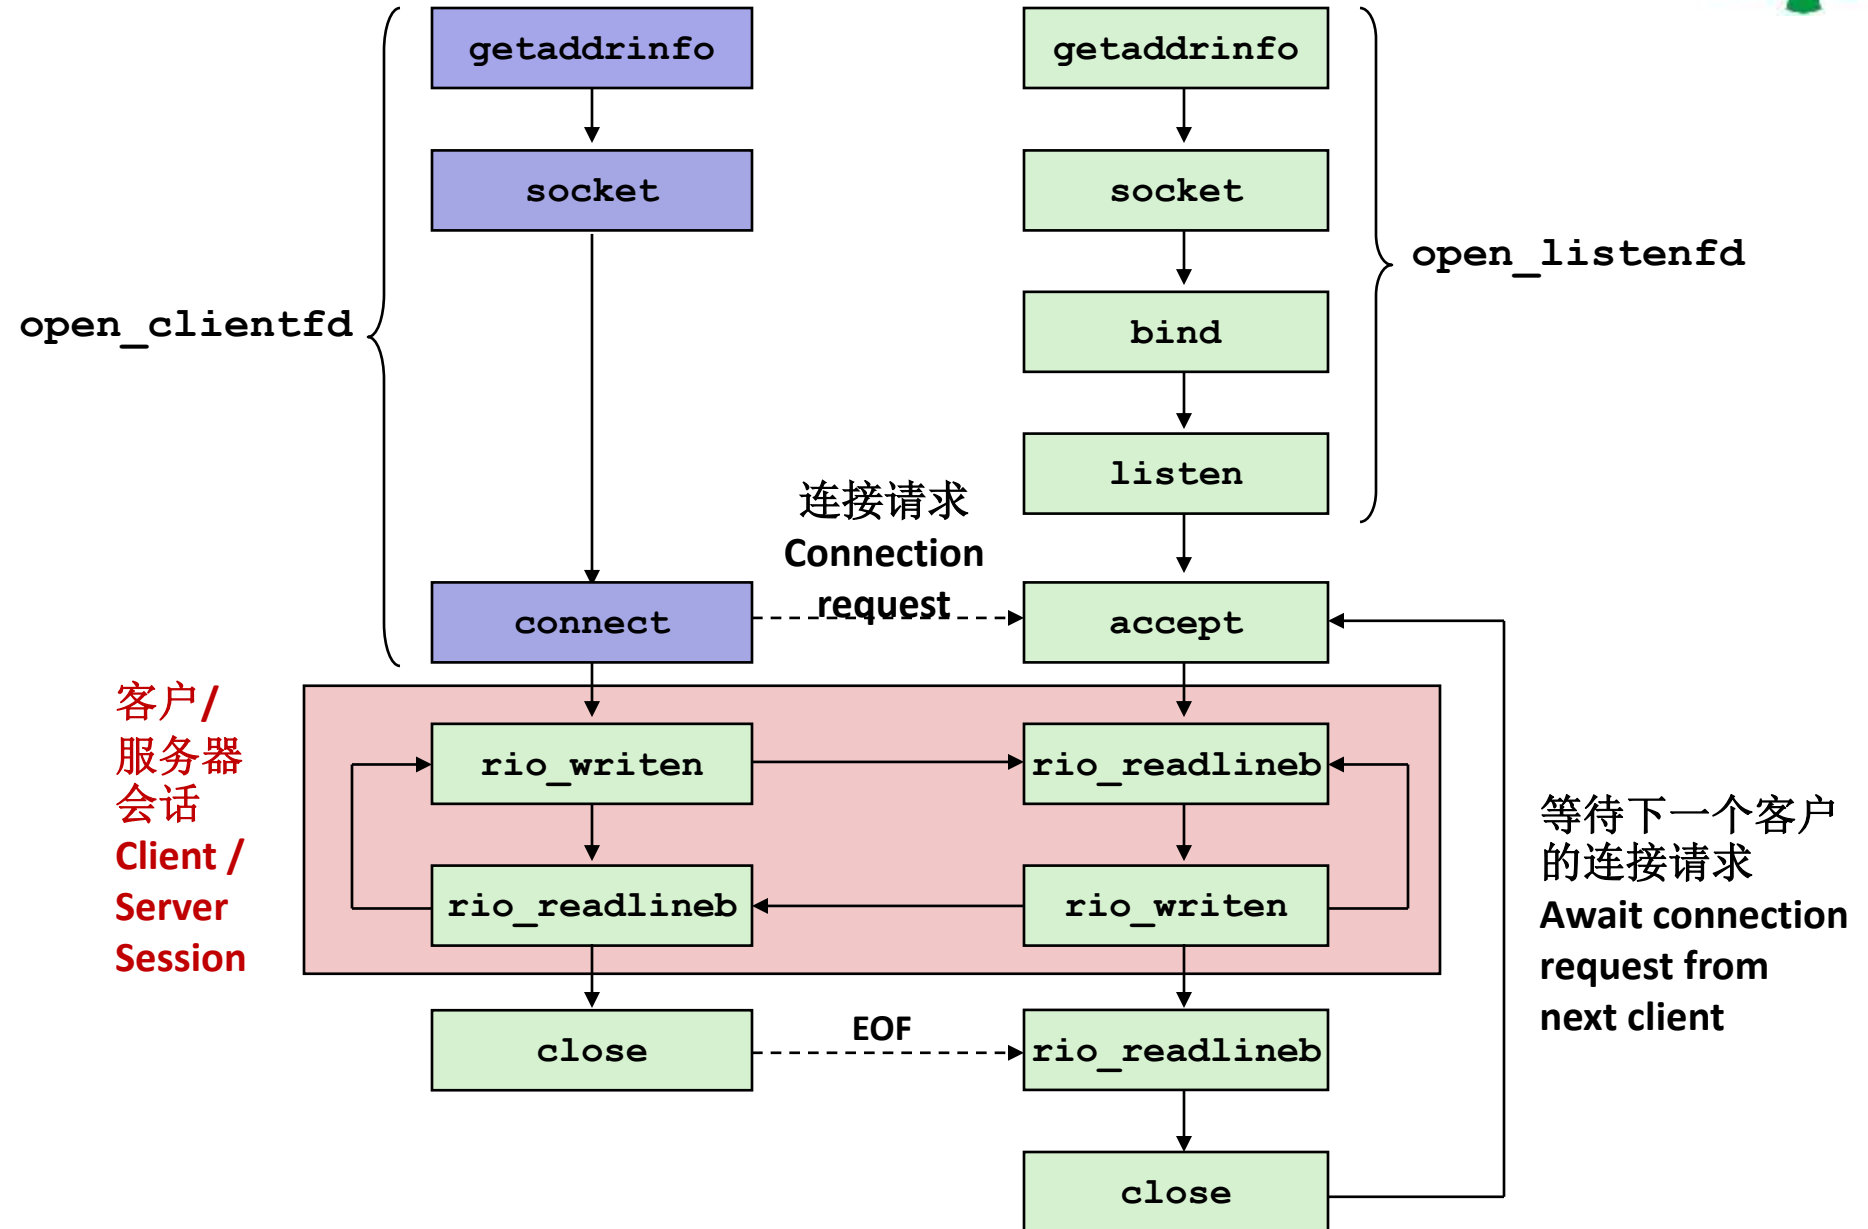 getaddrinfo
getaddrinfo
socket
socket
open_listenfd
open_clientfd
bind
listen
连接请求
Connection
request
connect
accept
客户/
服务器
会话
Client /
Server
Session
rio_writen
rio_readlineb
rio_readlineb
rio_writen
等待下一个客户
的连接请求
Await connection
request from
next client
close
EOF
rio_readlineb
close